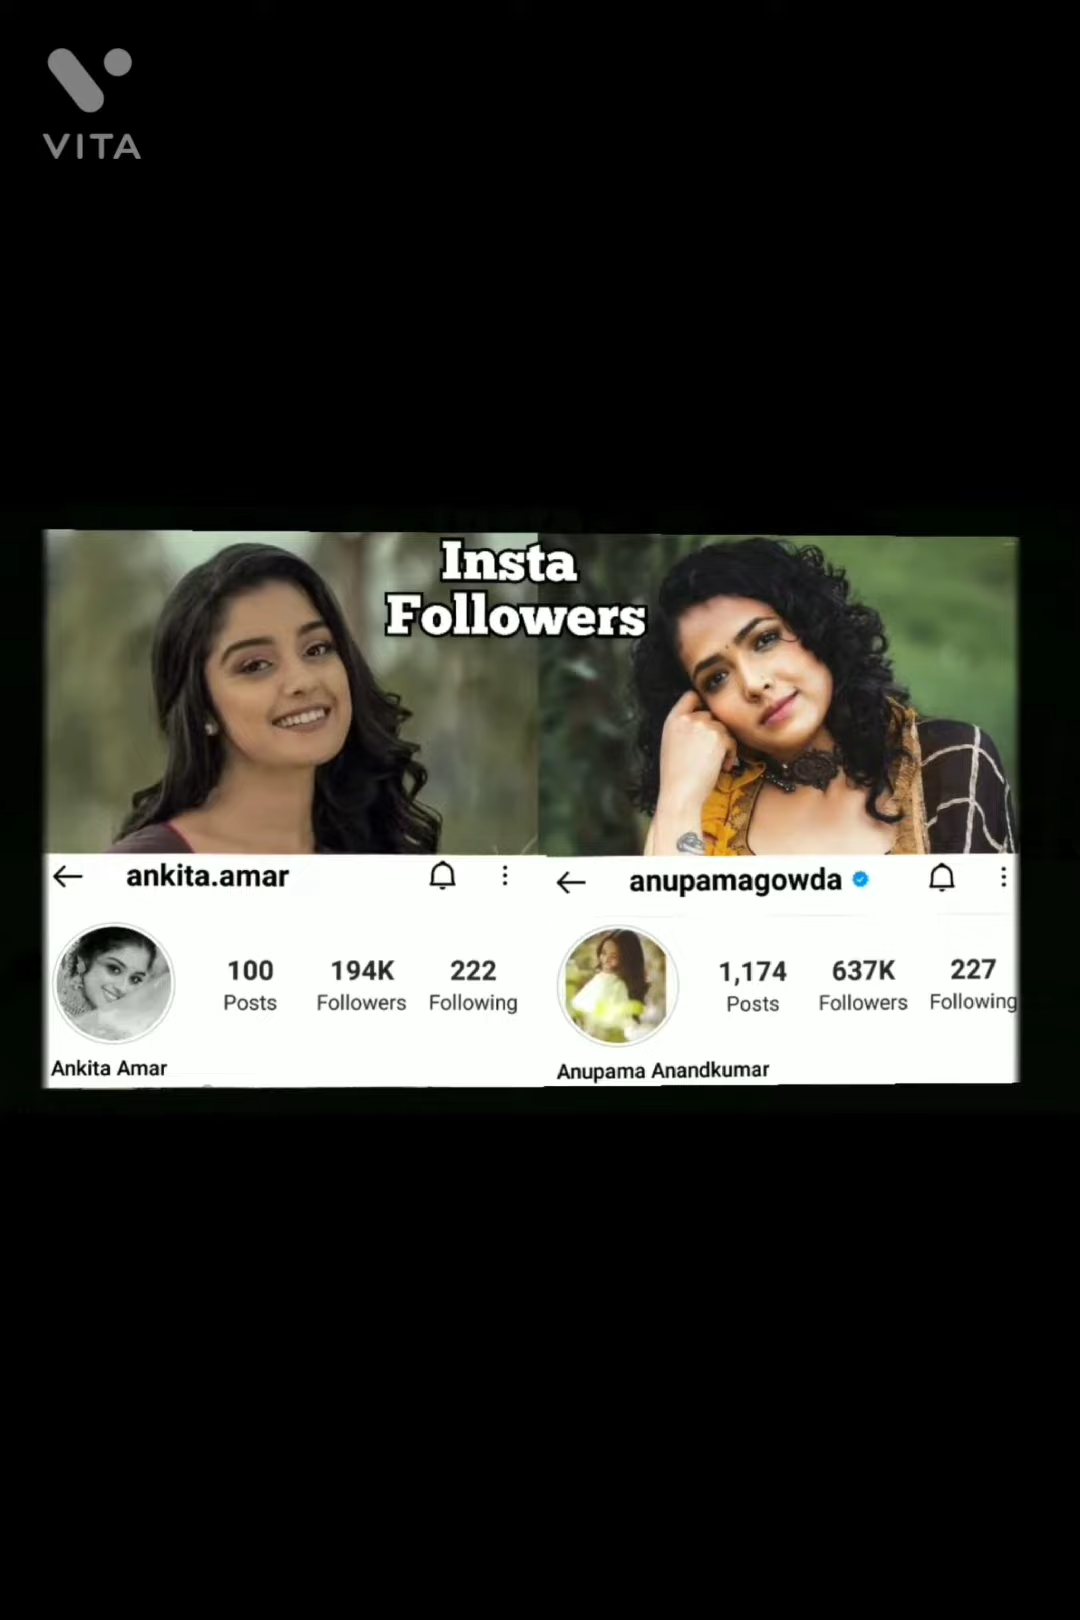 VITA
Insta
Followers
ankita.amar
100 194K 222
Posts Followers Following
Ankita Amar
anupamagowda
1,174 637K 227
Posts Followers Following
Anupama Anandkumar